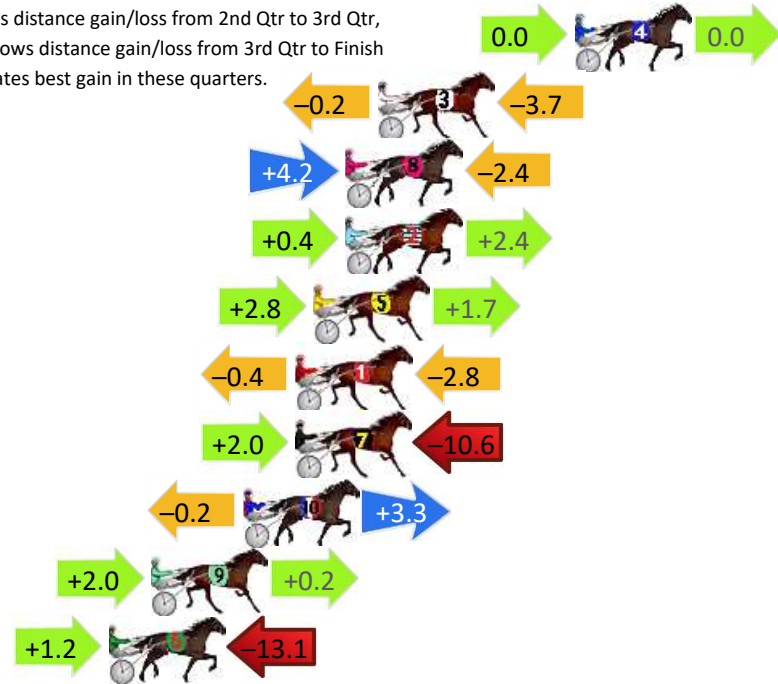 s distance gain/loss from 2nd Qtr to 3rd Qtr,
ows distance gain/loss from 3rd Qtr to Finish
ates best gain in these quarters.
0.0 4 0.0
–0.2 3 –3.7
+4.2 8 –2.4
+0.4 2 +2.4
+2.8 5 +1.7
–0.4 1 –2.8
+2.0 7 –10.6
–0.2 10 +3.3
+2.0 9 +0.2
+1.2 6 –13.1